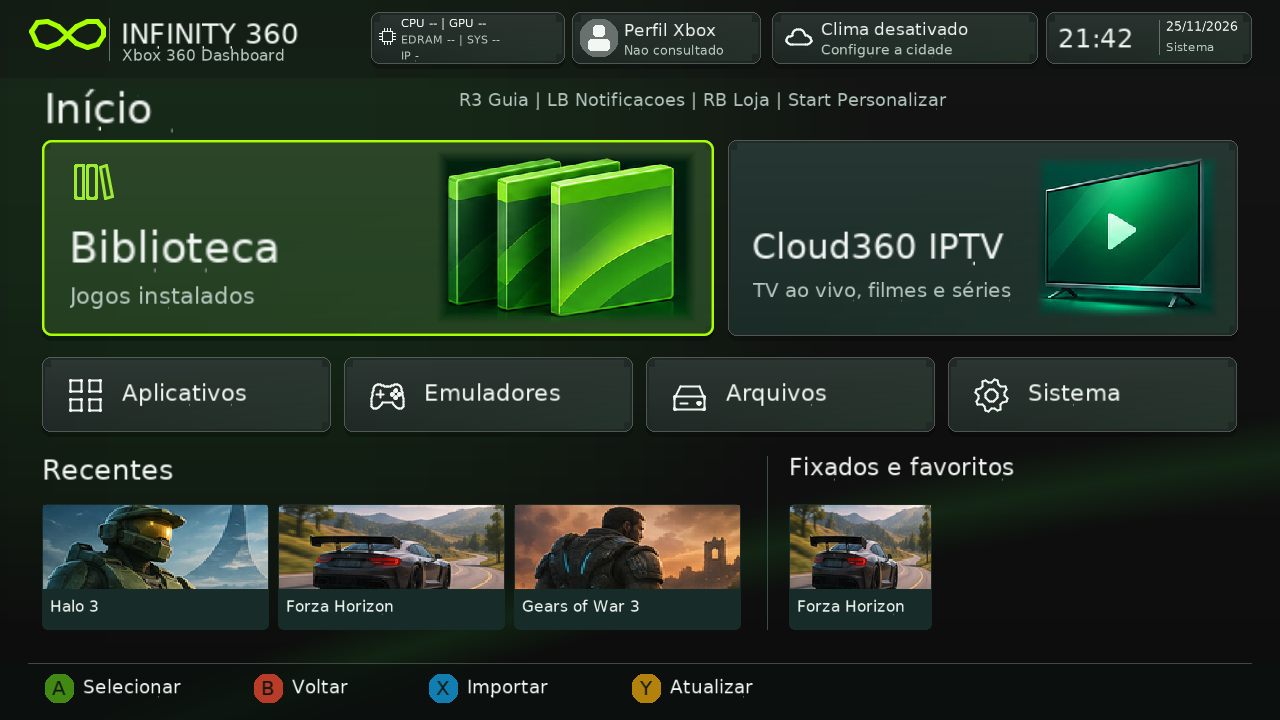 INFINITY 360
Xbox 360 Dashboard
CPU -- | GPU --
EDRAM -- | SYS --
IP -
Perfil Xbox
Nao consultado
Clima desativado
Configure a cidade
21:42
25/11/2026
Sistema
Início
R3 Guia | LB Notificacoes | RB Loja | Start Personalizar
Biblioteca
Jogos instalados
Cloud360 IPTV
TV ao vivo, filmes e séries
Aplicativos
Emuladores
Arquivos
Sistema
Recentes
Fixados e favoritos
Halo 3
Forza Horizon
Gears of War 3
Forza Horizon
A Selecionar
B Voltar
X Importar
Y Atualizar